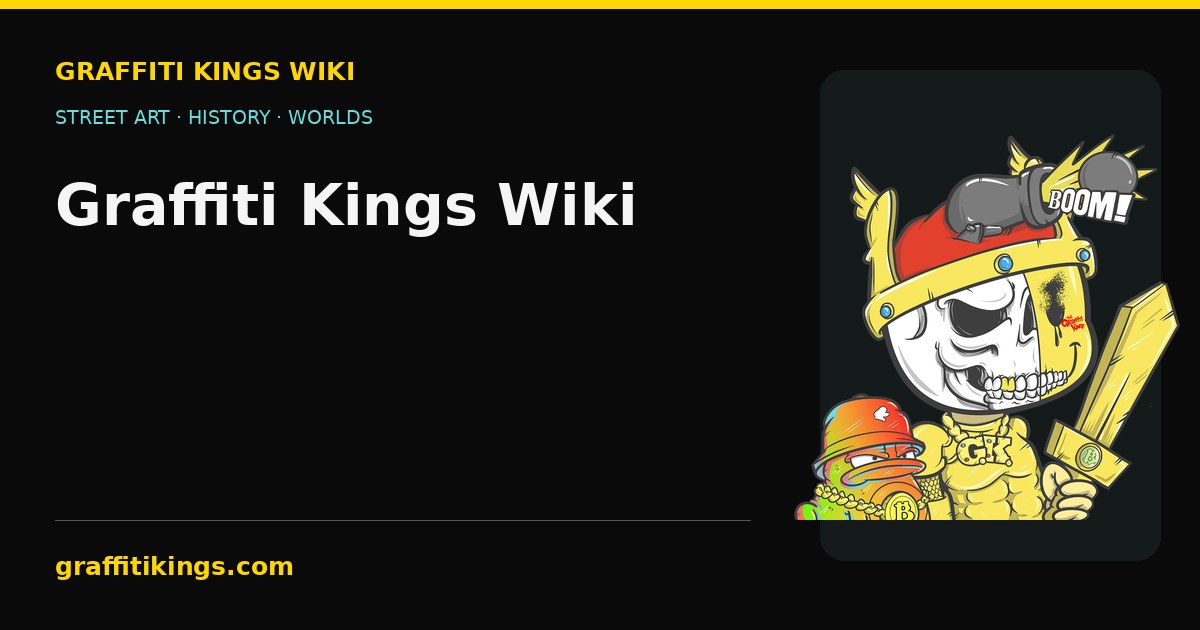 GRAFFITI KINGS WIKI
STREET ART · HISTORY · WORLDS
Graffiti Kings Wiki
BOOM!
GK
B
B
graffitikings.com